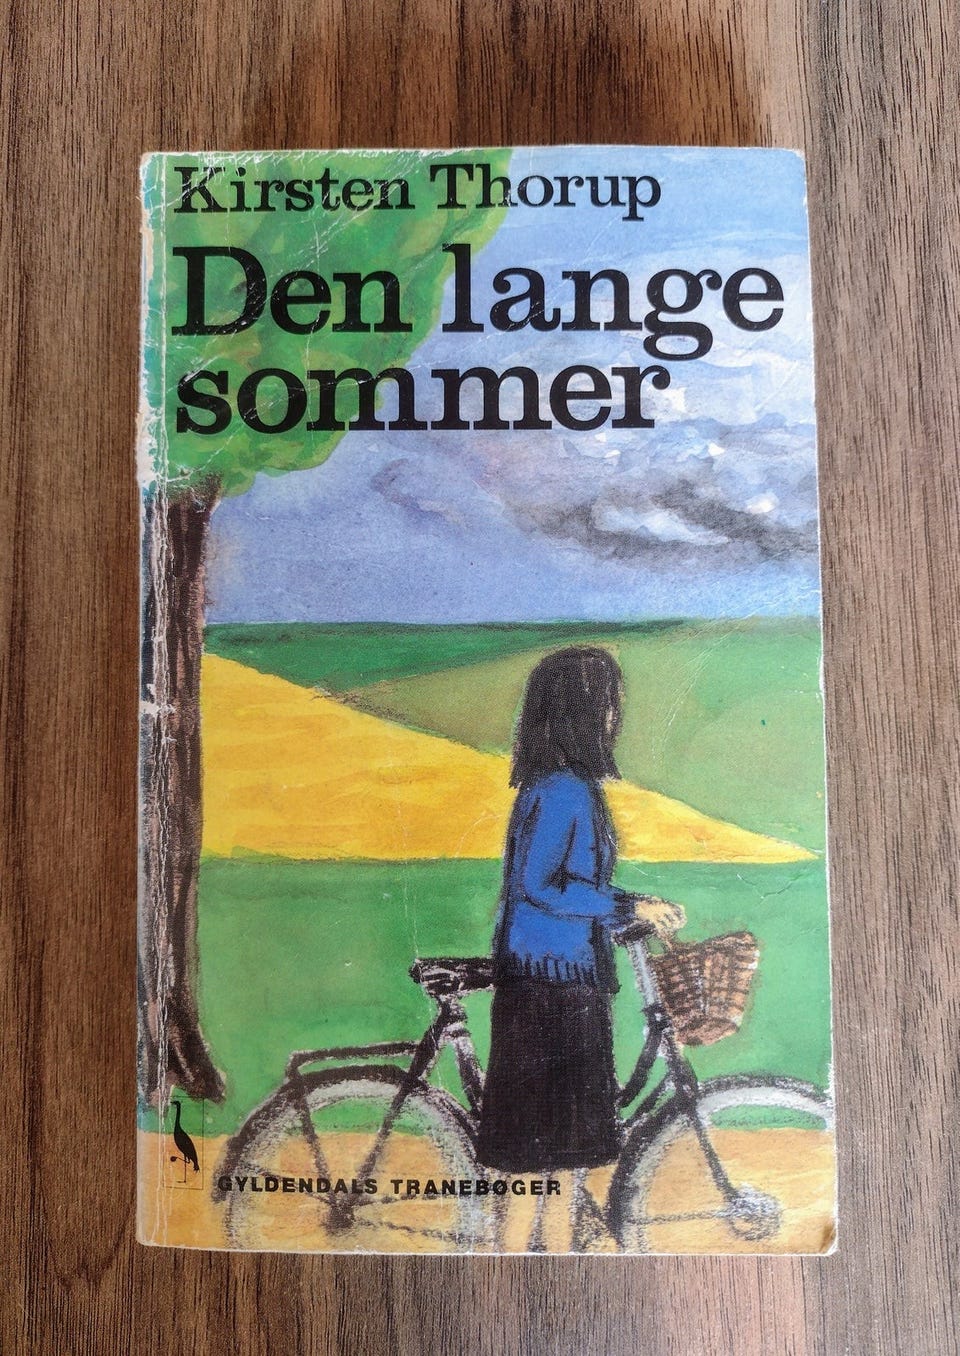 Kirsten Thorup
Den lange
sommer
GYLDENDALS TRANEBØGER